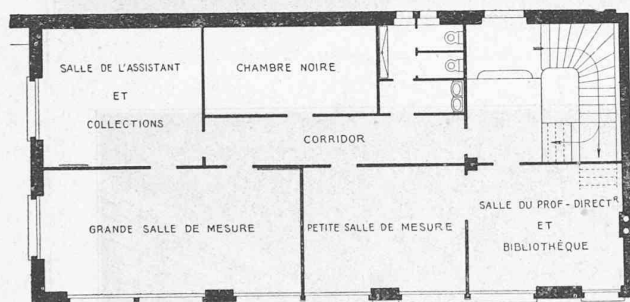 SALLE DE L'ASSISTANT
ET
COLLECTIONS
CHAMBRE NOIRE
CORRIDOR
GRANDE SALLE DE MESURE
PETITE SALLE DE MESURE
SALLE DU PROF-DIRECTR
ET
BIBLIOTHÈQUE